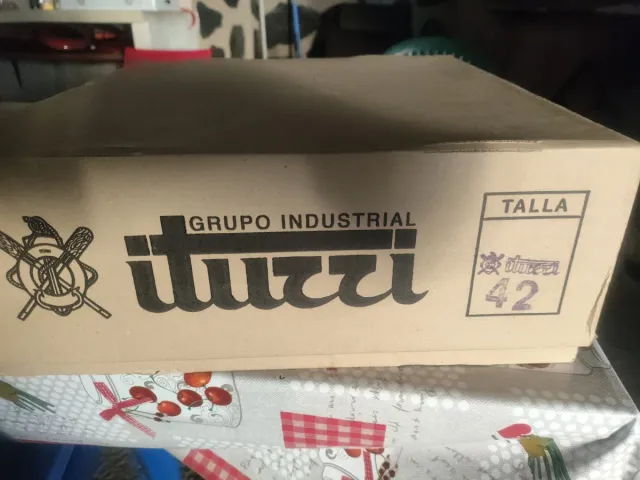 GRUPO INDUSTRIAL
iturri
TALLA
iturri
42